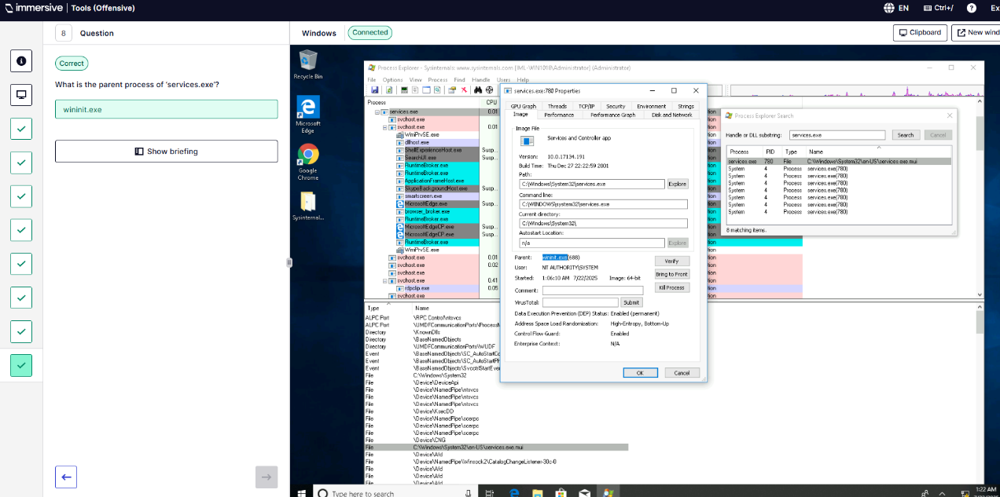 immersive | Tools (Offensive)
EN
Ctrl+/
Ex
8 Question
Correct
What is the parent process of 'services.exe'?
wininit.exe
Show briefing
Windows Connected
Clipboard
New wind
Recycle Bin
Microsoft
Edge
Google
Chrome
Sysinternal...
Process Explorer - Sysinternals: www.sysinternals.com [IML-WIN1010\Administrator] (Administrator)
File Options View Process Find Handle Users Help
Process CPU
services.exe 0.01
svchost.exe
svchost.exe 0.01
WmiPrvSE.exe
dllhost.exe
ShellExperienceHost.exe Susp...
SearchUI.exe Susp...
RuntimeBroker.exe
RuntimeBroker.exe
ApplicationFrameHost.exe
SkypeBackgroundHost.exe Susp...
smartscreen.exe
MicrosoftEdge.exe Susp...
browser_broker.exe
RuntimeBroker.exe
MicrosoftEdgeCP.exe Susp...
MicrosoftEdgeCP.exe Susp...
RuntimeBroker.exe
WmiPrvSE.exe
svchost.exe 0.01
svchost.exe 0.02
svchost.exe
svchost.exe 0.41
rdpclip.exe 0.05
svchost.exe
services.exe:780 Properties
GPU Graph Threads TCP/IP Security Environment Strings
Image Performance Performance Graph Disk and Network
Image File
Services and Controller app
Version: 10.0.17134.191
Build Time: Thu Dec 27 22:22:59 2001
Path:
C:\Windows\System32\services.exe Explore
Command line:
C:\WINDOWS\system32\services.exe
Current directory:
C:\Windows\System32\
Autostart Location:
n/a Explore
Parent: wininit.exe(688)
Verify
User: NT AUTHORITY\SYSTEM
Bring to Front
Started: 1:06:10 AM 7/22/2025 Image: 64-bit
Kill Process
Comment:
VirusTotal: Submit
Data Execution Prevention (DEP) Status: Enabled (permanent)
Address Space Load Randomization: High-Entropy, Bottom-Up
Control Flow Guard: Enabled
Enterprise Context: N/A
OK Cancel
Process Explorer Search
Handle or DLL substring: services.exe Search Cancel
Process PID Type Name
services.exe 780 File C:\Windows\System32\en-US\services.exe.mui
System 4 Process services.exe(780)
System 4 Process services.exe(780)
System 4 Process services.exe(780)
System 4 Process services.exe(780)
System 4 Process services.exe(780)
System 4 Process services.exe(780)
System 4 Process services.exe(780)
8 matching items.
Type Name
ALPC Port \RPC Control\ntsvcs
ALPC Port \UMDFCommunicationPorts\ProcessM
Directory \KnownDlls
Directory \BaseNamedObjects
Directory \UMDFCommunicationPorts\WUDF
Event \BaseNamedObjects\SC_AutoStartCo
Event \BaseNamedObjects\SC_AutoStartPh
Event \BaseNamedObjects\SvcctrlStartEve
File C:\Windows\System32
File \Device\DeviceApi
File \Device\NamedPipe\ntsvcs
File \Device\NamedPipe\ntsvcs
File \Device\NamedPipe\ntsvcs
File \Device\KsecDD
File \Device\NamedPipe\scerpc
File \Device\NamedPipe\scerpc
File \Device\NamedPipe\scerpc
File \Device\CNG
File C:\Windows\System32\en-US\services.exe.mui
File \Device\Afd
File \Device\NamedPipe\Winsock2\CatalogChangeListener-30c-0
File \Device\Afd
File \Device\Afd
File \Device\Afd
Type here to search
1:22 AM